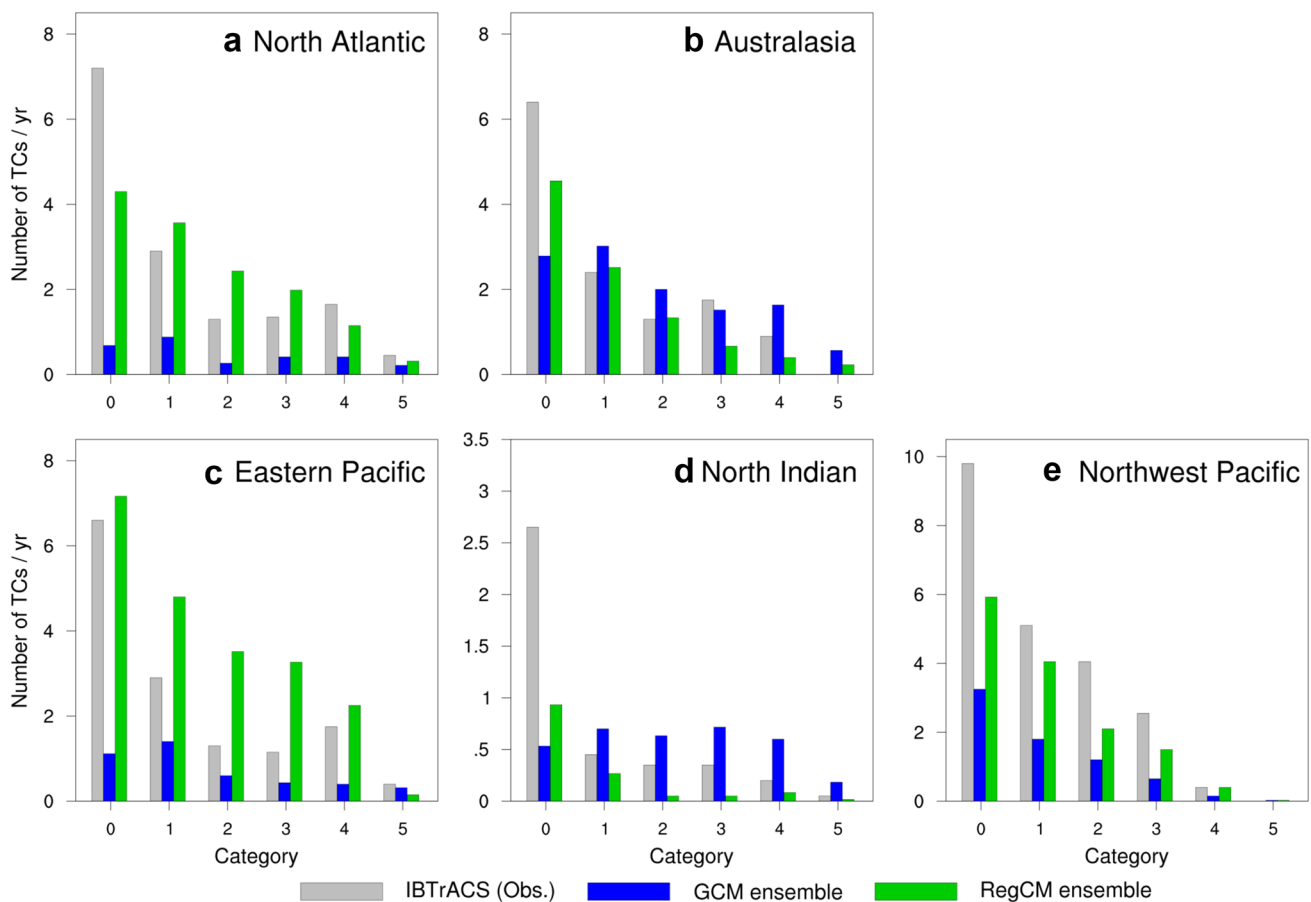 a North Atlantic
b Australasia
Number of TCs / yr
8
6
4
2
0
0 1 2 3 4 5
8
6
4
2
0
0 1 2 3 4 5
c Eastern Pacific
d North Indian
e Northwest Pacific
Number of TCs / yr
8
6
4
2
0
0 1 2 3 4 5
Category
3.5
3
2.5
2
1.5
1
.5
0
0 1 2 3 4 5
Category
10
8
6
4
2
0
0 1 2 3 4 5
Category
IBTrACS (Obs.) GCM ensemble RegCM ensemble